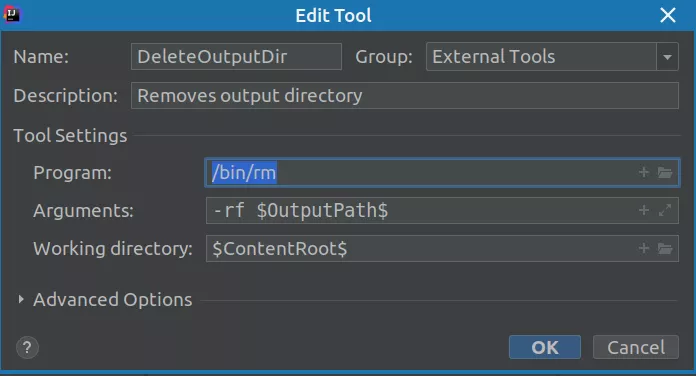 Edit Tool
Name: DeleteOutputDir Group: External Tools
Description: Removes output directory
Tool Settings
Program: /bin/rm
Arguments: -rf $OutputPath$
Working directory: $ContentRoot$
Advanced Options
? OK Cancel